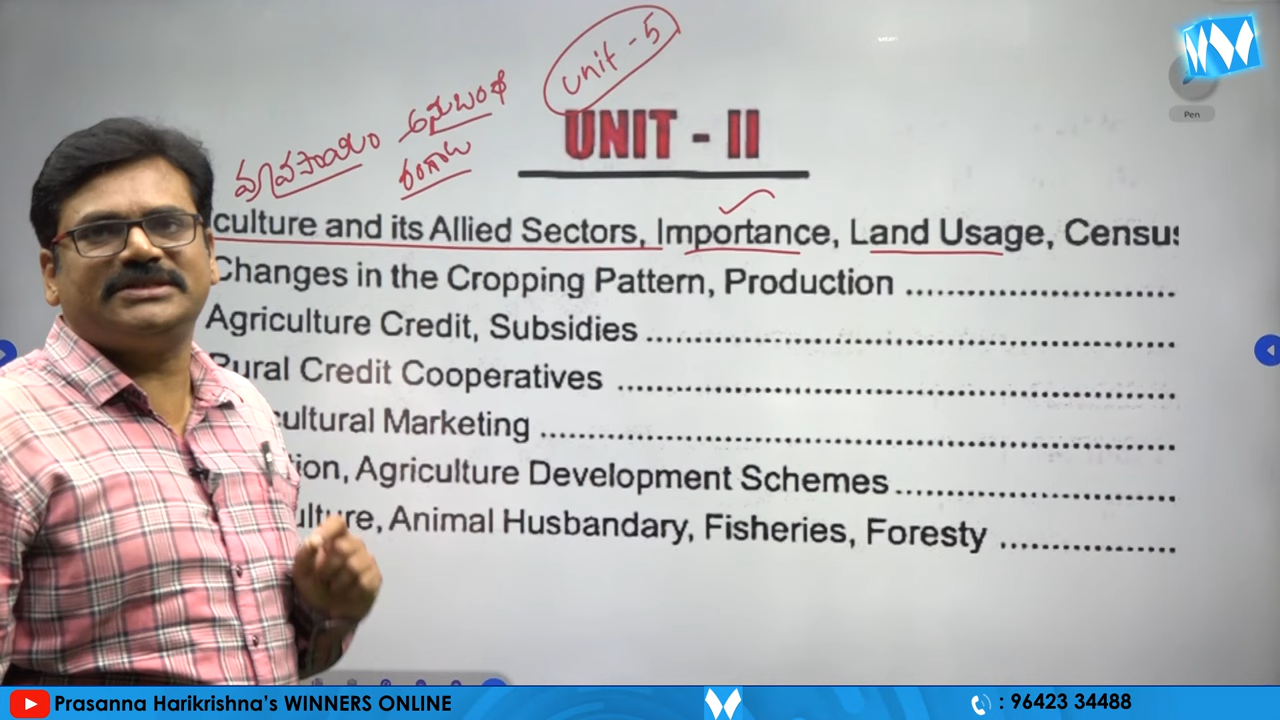 Unit - 5
వ్యవసాయం అనుబంధ
రంగాలు
UNIT - II
culture and its Allied Sectors, Importance, Land Usage, Census
Changes in the Cropping Pattern, Production ..............................
Agriculture Credit, Subsidies ..............................
Rural Credit Cooperatives ..............................
cultural Marketing ..............................
tion, Agriculture Development Schemes ..............................
ulture, Animal Husbandary, Fisheries, Foresty ....................
Pen
W
Prasanna Harikrishna's WINNERS ONLINE
W
: 96423 34488